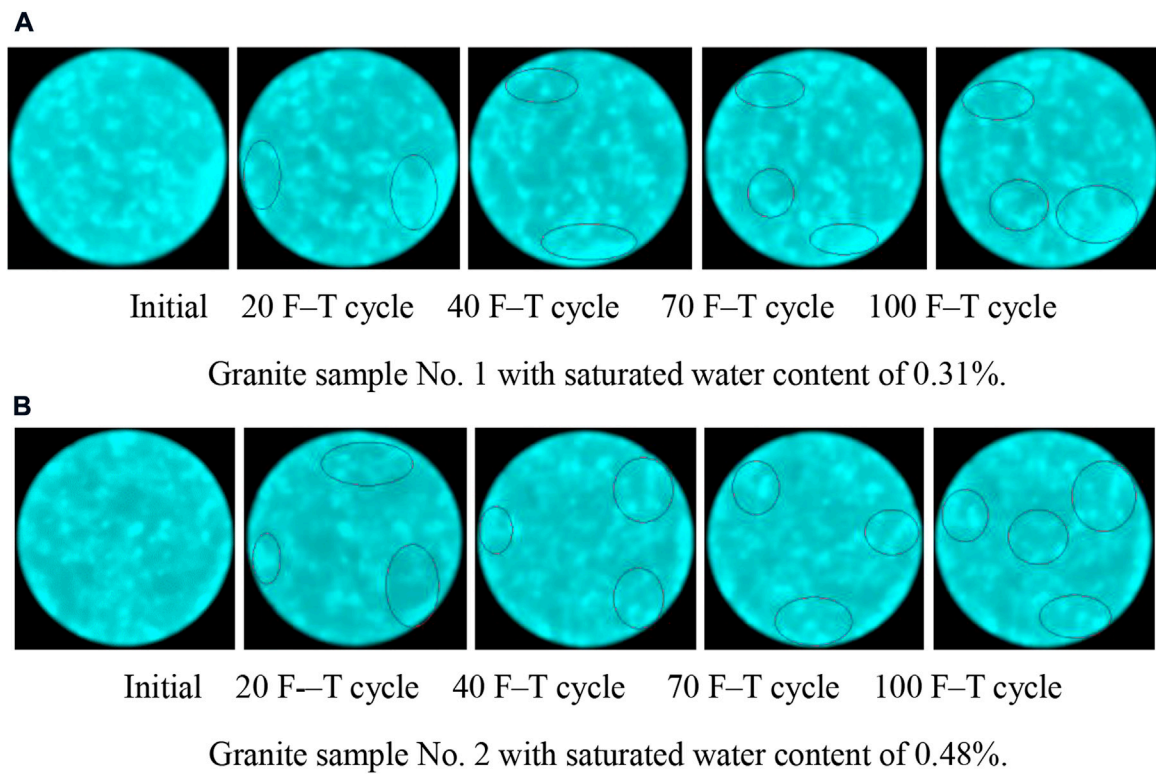 A
Initial 20 F–T cycle 40 F–T cycle 70 F–T cycle 100 F–T cycle
Granite sample No. 1 with saturated water content of 0.31%.
B
Initial 20 F-–T cycle 40 F–T cycle 70 F–T cycle 100 F–T cycle
Granite sample No. 2 with saturated water content of 0.48%.